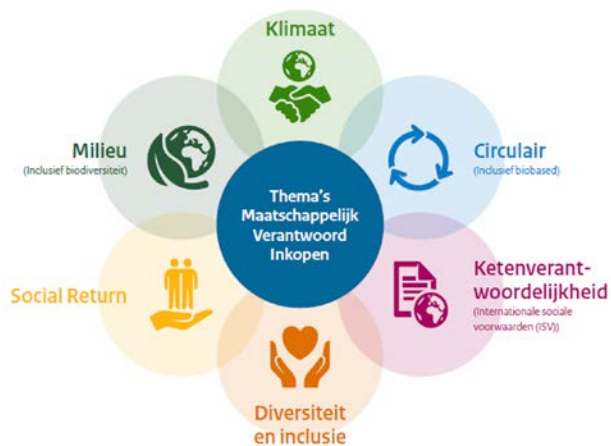 Klimaat
Milieu
(Inclusief biodiversiteit)
Circulair
(Inclusief biobased)
Thema's
Maatschappelijk
Verantwoord
Inkopen
Social Return
Ketenverant-
woordelijkheid
(Internationale sociale
voorwaarden (ISV))
Diversiteit
en inclusie